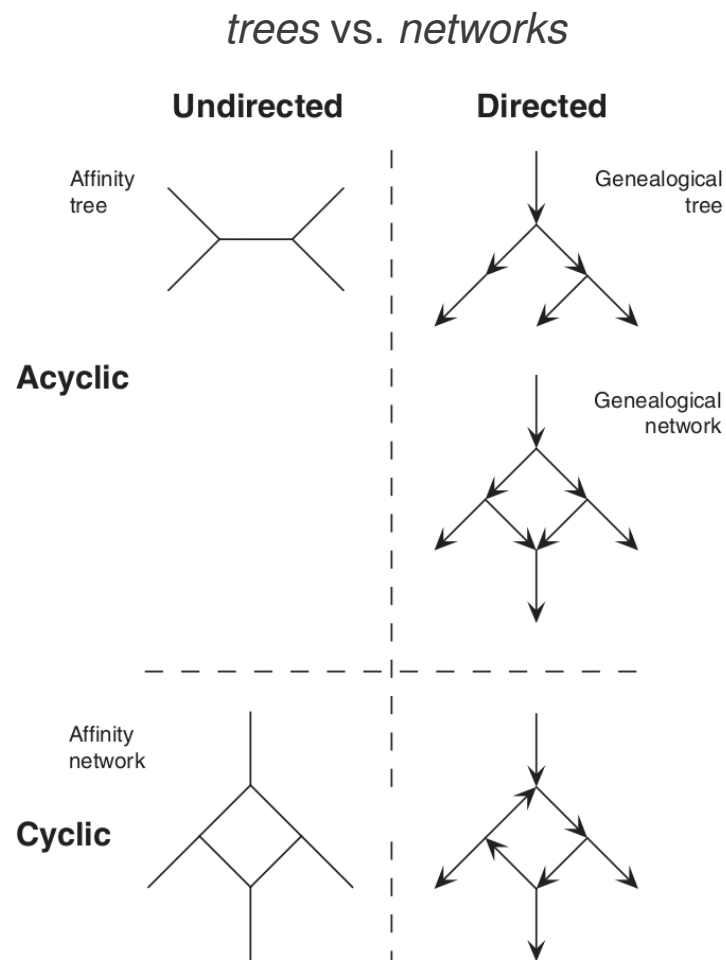 trees vs. networks
Undirected
Directed
Affinity
tree
Genealogical
tree
Acyclic
Genealogical
network
Affinity
network
Cyclic